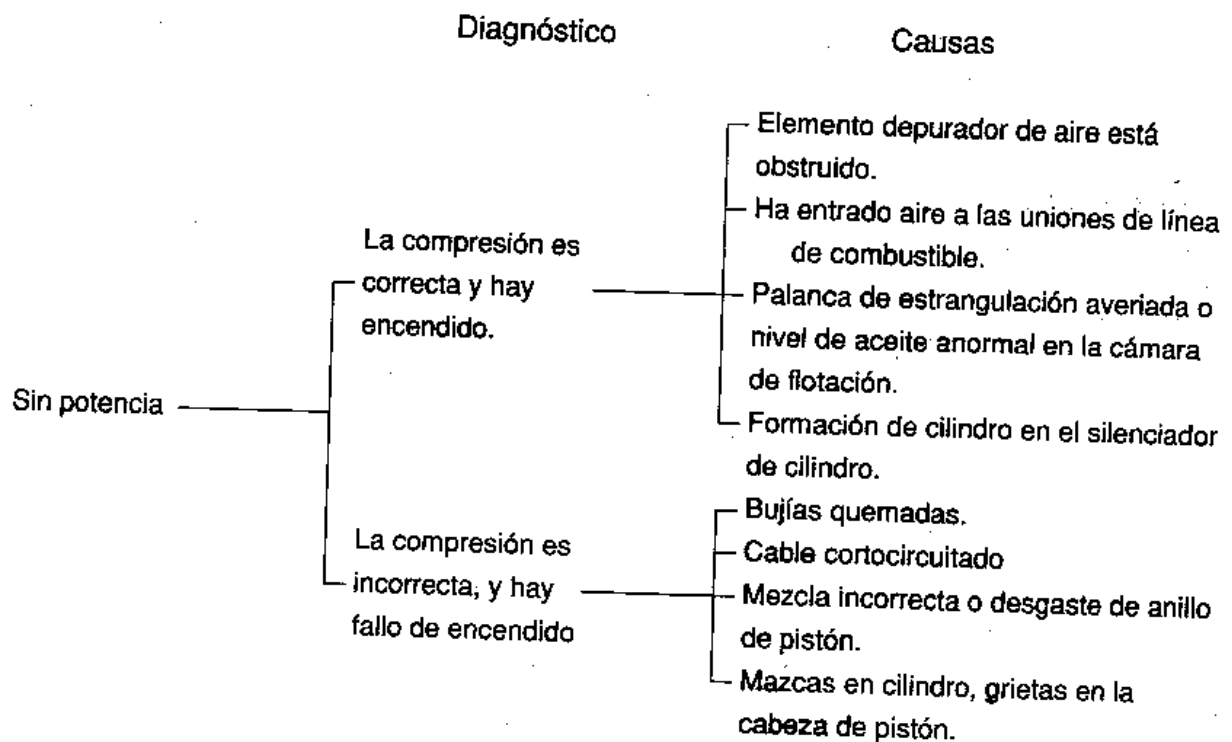 Diagnóstico
Causas
Elemento depurador de aire está
obstruido.
Ha entrado aire a las uniones de línea
de combustible.
La compresión es
correcta y hay
encendido.
Palanca de estrangulación averiada o
nivel de aceite anormal en la cámara
de flotación.
Sin potencia
Formación de cilindro en el silenciador
de cilindro.
La compresión es
incorrecta, y hay
fallo de encendido
Bujías quemadas.
Cable cortocircuitado
Mezcla incorrecta o desgaste de anillo
de pistón.
Mazcas en cilindro, grietas en la
cabeza de pistón.